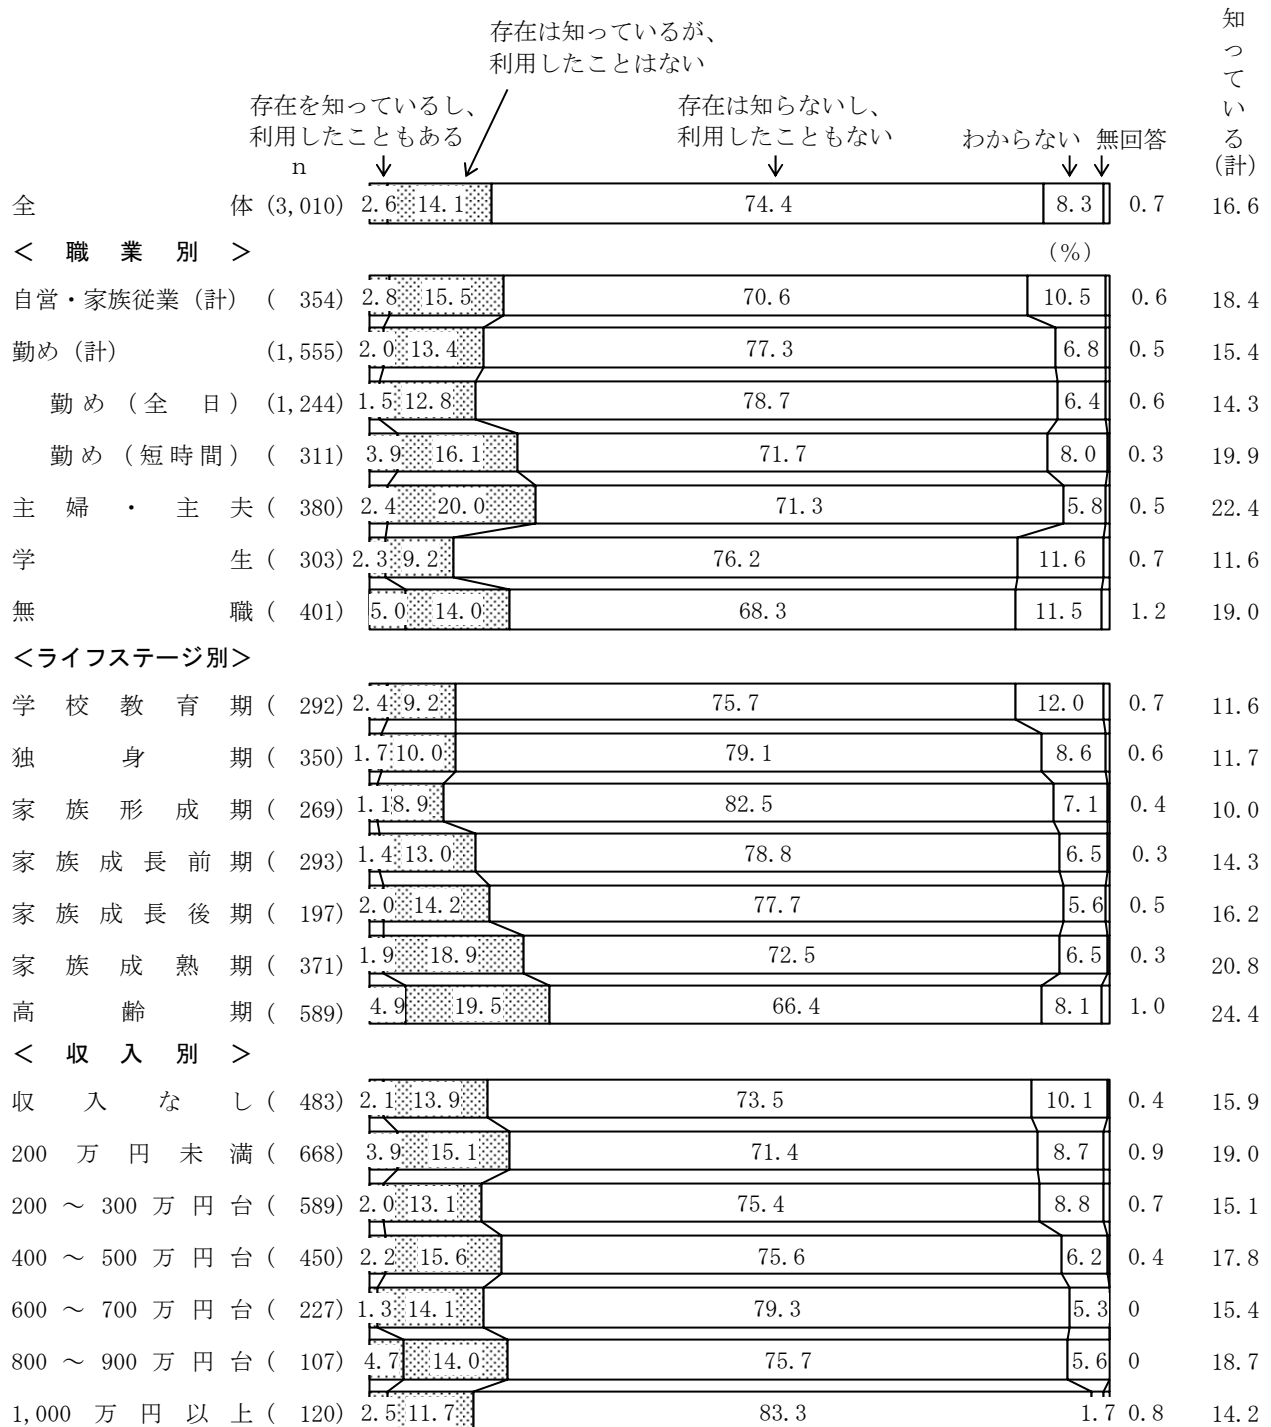 存在は知っているが、
利用したことはない
知っている
(計)
存在を知っているし、
利用したこともある
存在は知らないし、
利用したこともない
わからない 無回答
n
全体 (3,010) 2.6 14.1 74.4 8.3 0.7 16.6
＜職業別＞ (%)
自営・家族従業(計) ( 354) 2.8 15.5 70.6 10.5 0.6 18.4
勤め(計) (1,555) 2.0 13.4 77.3 6.8 0.5 15.4
勤め(全日) (1,244) 1.5 12.8 78.7 6.4 0.6 14.3
勤め(短時間) ( 311) 3.9 16.1 71.7 8.0 0.3 19.9
主婦・主夫 ( 380) 2.4 20.0 71.3 5.8 0.5 22.4
学生 ( 303) 2.3 9.2 76.2 11.6 0.7 11.6
無職 ( 401) 5.0 14.0 68.3 11.5 1.2 19.0
＜ライフステージ別＞
学校教育期 ( 292) 2.4 9.2 75.7 12.0 0.7 11.6
独身期 ( 350) 1.7 10.0 79.1 8.6 0.6 11.7
家族形成期 ( 269) 1.1 8.9 82.5 7.1 0.4 10.0
家族成長前期 ( 293) 1.4 13.0 78.8 6.5 0.3 14.3
家族成長後期 ( 197) 2.0 14.2 77.7 5.6 0.5 16.2
家族成熟期 ( 371) 1.9 18.9 72.5 6.5 0.3 20.8
高齢期 ( 589) 4.9 19.5 66.4 8.1 1.0 24.4
＜収入別＞
収入なし ( 483) 2.1 13.9 73.5 10.1 0.4 15.9
200万円未満 ( 668) 3.9 15.1 71.4 8.7 0.9 19.0
200～300万円台 ( 589) 2.0 13.1 75.4 8.8 0.7 15.1
400～500万円台 ( 450) 2.2 15.6 75.6 6.2 0.4 17.8
600～700万円台 ( 227) 1.3 14.1 79.3 5.3 0 15.4
800～900万円台 ( 107) 4.7 14.0 75.7 5.6 0 18.7
1,000万円以上 ( 120) 2.5 11.7 83.3 1.7 0.8 14.2